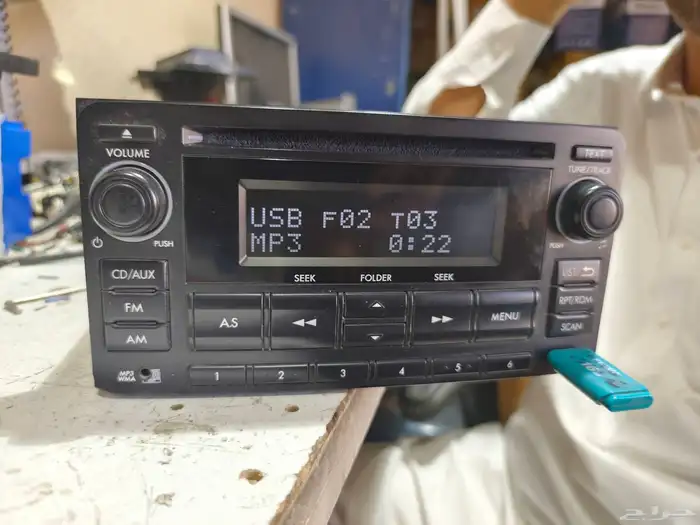 VOLUME
TEXT
TUNE/TRACK
USB F02 T03
MP3 0:22
PUSH
PUSH
SEEK FOLDER SEEK
CD/AUX
FM
AM
A.S
MENU
LIST
RPT/RDM
SCAN
1 2 3 4 5 6
MP3
WMA
حراج